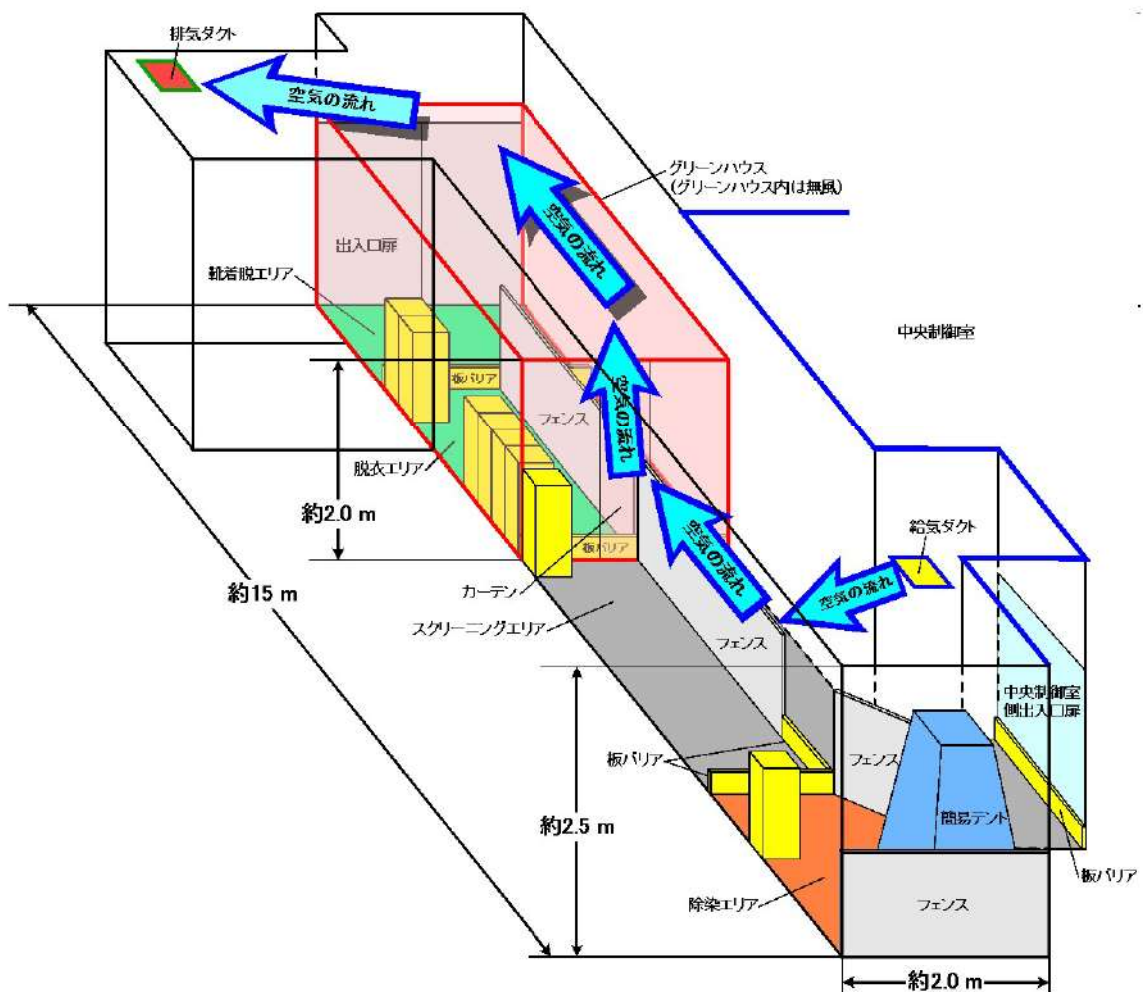 排気ダクト
空気の流れ
グリーンハウス
(グリーンハウス内は無風)
空気の流れ
出入口扉
靴着脱エリア
中央制御室
空気の流れ
板バリア
フェンス
脱衣エリア
約2.0 m
給気ダクト
空気の流れ
空気の流れ
板バリア
約15 m
カーテン
スクリーニングエリア
フェンス
中央制御室
側出入口扉
板バリア
フェンス
約2.5 m
簡易テント
板バリア
除染エリア
フェンス
約2.0 m